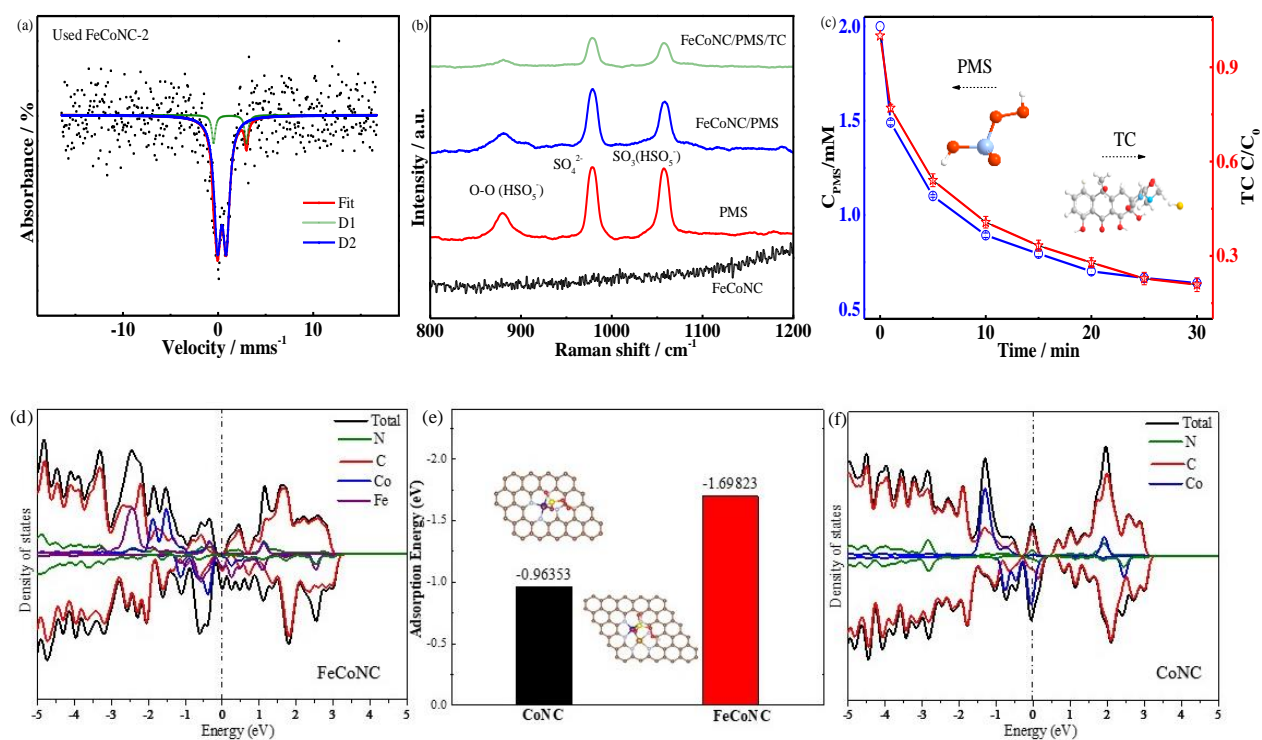 (a)
Used FeCoNC-2
Absorbance / %
Fit
D1
D2
-10
0
10
Velocity / mms⁻¹
(b)
Intensity / a.u.
FeCoNC/PMS/TC
FeCoNC/PMS
SO₄²⁻
SO₃(HSO₅⁻)
O-O (HSO₅⁻)
PMS
FeCoNC
800
900
1000
1100
1200
Raman shift / cm⁻¹
(c)
2.0
1.5
1.0
0.5
C_PMS/mM
PMS
TC
0.9
0.6
0.3
TC C/C₀
0
10
20
30
Time / min
(d)
Total
N
C
Co
Fe
Density of states
FeCoNC
-5
-4
-3
-2
-1
0
1
2
3
4
5
Energy (eV)
(e)
Adsorption Energy (eV)
-2.0
-1.5
-1.0
-0.5
0.0
-0.96353
-1.69823
CoNC
FeCoNC
(f)
Total
N
C
Co
Density of states
CoNC
-5
-4
-3
-2
-1
0
1
2
3
4
5
Energy (eV)